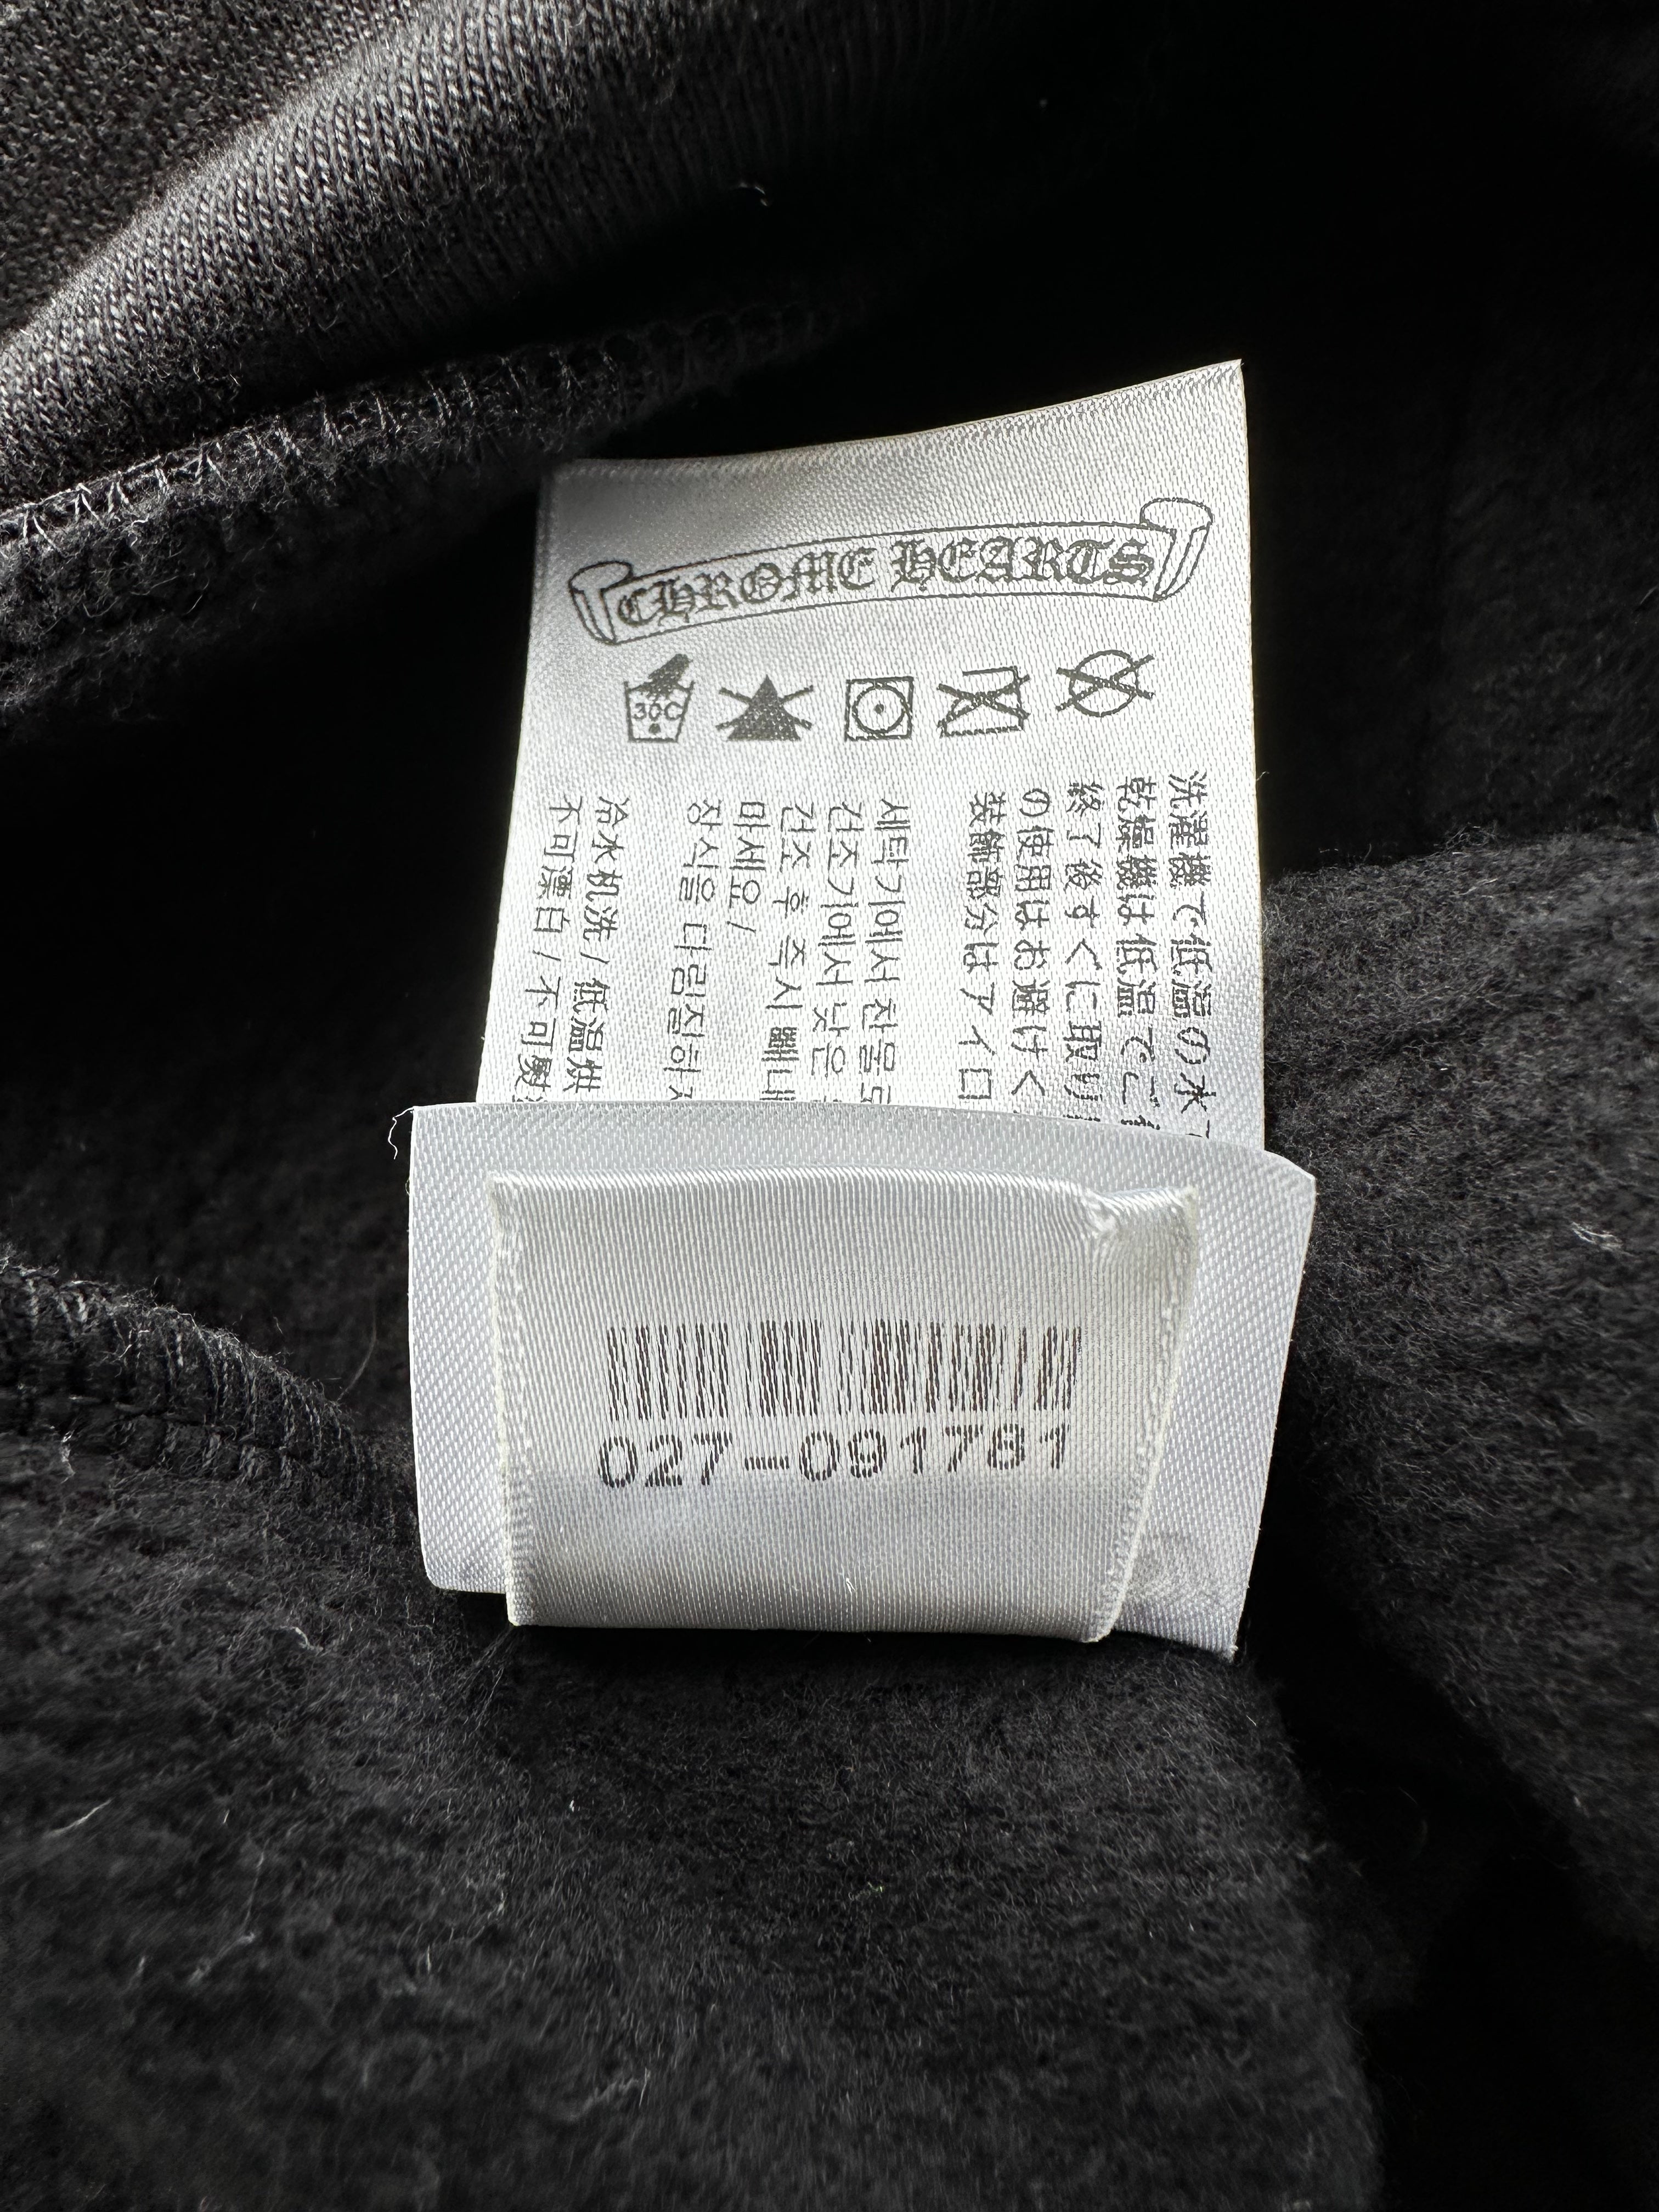 CHROME HEARTS
30C
洗濯機で低温の水で
乾燥機は低温でご
終了後すぐに取り
の使用はお避けく
装飾部分はアイロ
세탁기에서 찬물로
건조기에서 낮은
건조 후 즉시 빼내
마세요 /
장식을 다림질하지
冷水机洗 / 低温烘
不可漂白 / 不可熨
027-091781